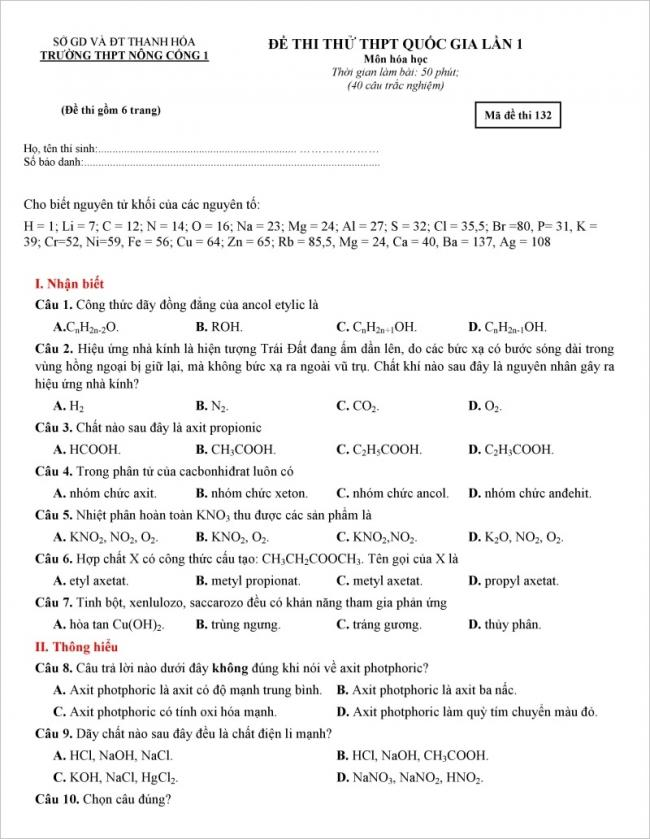 SỞ GD VÀ ĐT THANH HÓA
TRƯỜNG THPT NÔNG CỐNG 1
ĐỀ THI THỬ THPT QUỐC GIA LẦN 1
Môn hóa học
Thời gian làm bài: 50 phút;
(40 câu trắc nghiệm)
(Đề thi gồm 6 trang)
Mã đề thi 132
Họ, tên thí sinh:..................................................................... .....................
Số báo danh:.......................................................................................................
Cho biết nguyên tử khối của các nguyên tố:
H = 1; Li = 7; C = 12; N = 14; O = 16; Na = 23; Mg = 24; Al = 27; S = 32; Cl = 35,5; Br =80, P= 31, K =
39; Cr=52, Ni=59, Fe = 56; Cu = 64; Zn = 65; Rb = 85,5, Mg = 24, Ca = 40, Ba = 137, Ag = 108
I. Nhận biết
Câu 1. Công thức dãy đồng đẳng của ancol etylic là
A.CₙH₂ₙ₋₂O. B. ROH. C. CₙH₂ₙ₊₁OH. D. CₙH₂ₙ₋₁OH.
Câu 2. Hiệu ứng nhà kính là hiện tượng Trái Đất đang ấm dần lên, do các bức xạ có bước sóng dài trong
vùng hồng ngoại bị giữ lại, mà không bức xạ ra ngoài vũ trụ. Chất khí nào sau đây là nguyên nhân gây ra
hiệu ứng nhà kính?
A. H₂ B. N₂. C. CO₂. D. O₂.
Câu 3. Chất nào sau đây là axit propionic
A. HCOOH. B. CH₃COOH. C. C₂H₅COOH. D. C₂H₃COOH.
Câu 4. Trong phân tử của cacbonhiđrat luôn có
A. nhóm chức axit. B. nhóm chức xeton. C. nhóm chức ancol. D. nhóm chức anđehit.
Câu 5. Nhiệt phân hoàn toàn KNO₃ thu được các sản phẩm là
A. KNO₂, NO₂, O₂. B. KNO₂, O₂. C. KNO₂,NO₂. D. K₂O, NO₂, O₂.
Câu 6. Hợp chất X có công thức cấu tạo: CH₃CH₂COOCH₃. Tên gọi của X là
A. etyl axetat. B. metyl propionat. C. metyl axetat. D. propyl axetat.
Câu 7. Tinh bột, xenlulozo, saccarozo đều có khản năng tham gia phản ứng
A. hòa tan Cu(OH)₂. B. trùng ngưng. C. tráng gương. D. thủy phân.
II. Thông hiểu
Câu 8. Câu trả lời nào dưới đây không đúng khi nói về axit photphoric?
A. Axit photphoric là axit có độ mạnh trung bình. B. Axit photphoric là axit ba nấc.
C. Axit photphoric có tính oxi hóa mạnh. D. Axit photphoric làm quỳ tím chuyển màu đỏ.
Câu 9. Dãy chất nào sau đây đều là chất điện li mạnh?
A. HCl, NaOH, NaCl. B. HCl, NaOH, CH₃COOH.
C. KOH, NaCl, HgCl₂. D. NaNO₃, NaNO₂, HNO₂.
Câu 10. Chọn câu đúng?